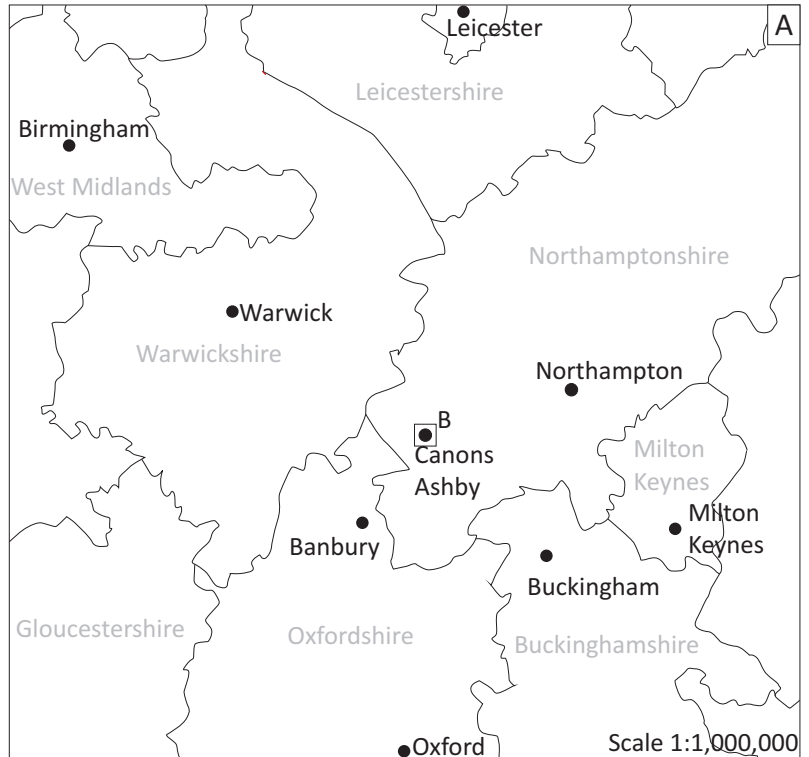 A
Leicester
Leicestershire
Birmingham
West Midlands
Northamptonshire
Warwick
Warwickshire
Northampton
B
Canons
Ashby
Milton
Keynes
Milton
Keynes
Banbury
Buckingham
Gloucestershire
Oxfordshire
Buckinghamshire
Oxford
Scale 1:1,000,000